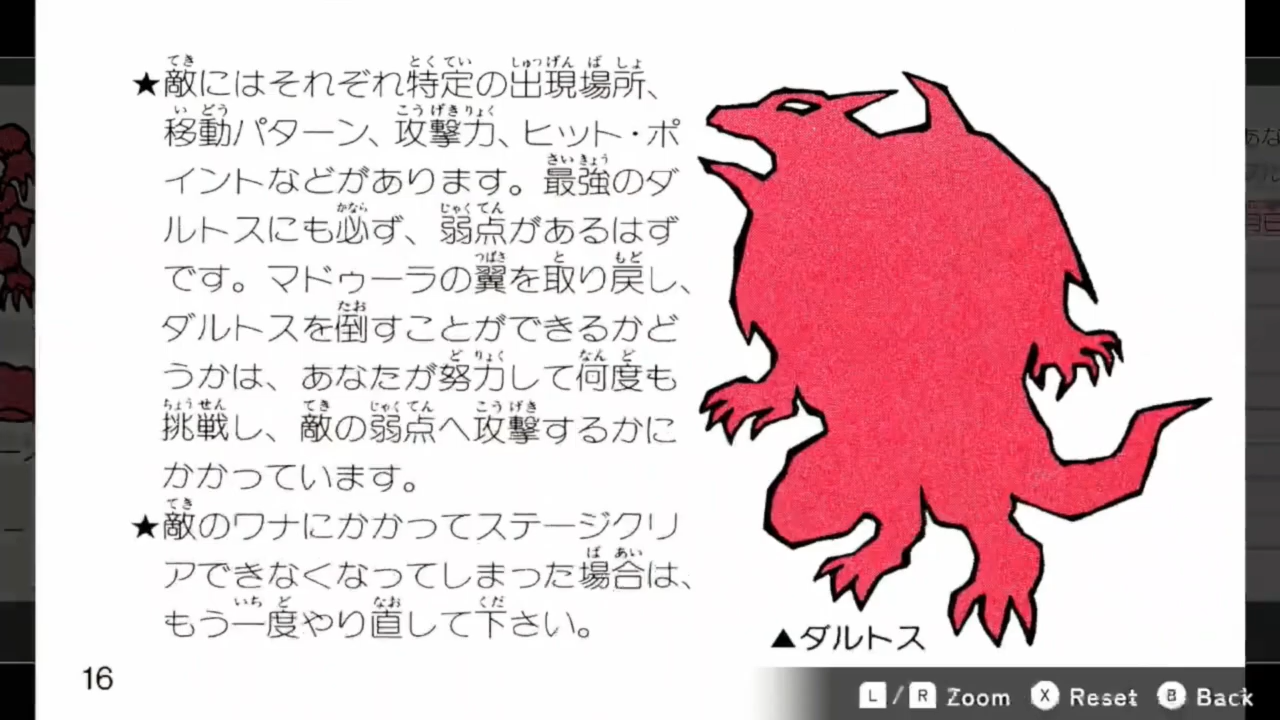 ★敵にはそれぞれ特定の出現場所、
移動パターン、攻撃力、ヒット・ポ
イントなどがあります。最強のダ
ルトスにも必ず、弱点があるはず
です。マドゥーラの翼を取り戻し、
ダルトスを倒すことができるかど
うかは、あなたが努力して何度も
挑戦し、敵の弱点へ攻撃するかに
かかっています。
★敵のワナにかかってステージクリ
アできなくなってしまった場合は、
もう一度やり直して下さい。
▲ダルトス
16
L/R Zoom X Reset B Back